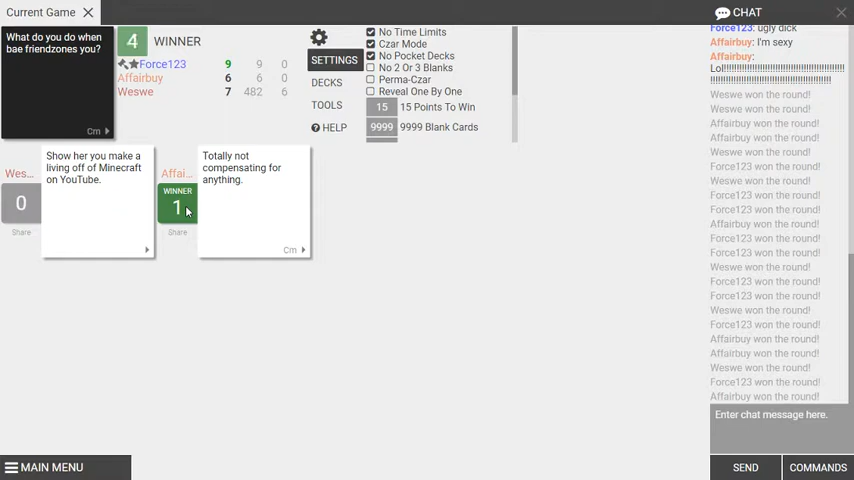 Current Game
What do you do when
bae friendzones you?
Cm
4 WINNER
Force123 9 9 0
Affairbuy 6 6 0
Weswe 7 482 6
SETTINGS
DECKS
TOOLS
HELP
No Time Limits
Czar Mode
No Pocket Decks
No 2 Or 3 Blanks
Perma-Czar
Reveal One By One
15 15 Points To Win
9999 9999 Blank Cards
Wes...
0
Share
Show her you make a
living off of Minecraft
on YouTube.
Affai...
WINNER
1
Share
Totally not
compensating for
anything.
Cm
CHAT
Force123: ugly dick
Affairbuy: I'm sexy
Affairbuy:
Weswe won the round!
Weswe won the round!
Affairbuy won the round!
Affairbuy won the round!
Weswe won the round!
Force123 won the round!
Weswe won the round!
Force123 won the round!
Force123 won the round!
Affairbuy won the round!
Force123 won the round!
Force123 won the round!
Weswe won the round!
Force123 won the round!
Force123 won the round!
Weswe won the round!
Force123 won the round!
Affairbuy won the round!
Affairbuy won the round!
Weswe won the round!
Force123 won the round!
Affairbuy won the round!
Enter chat message here.
SEND
COMMANDS
MAIN MENU